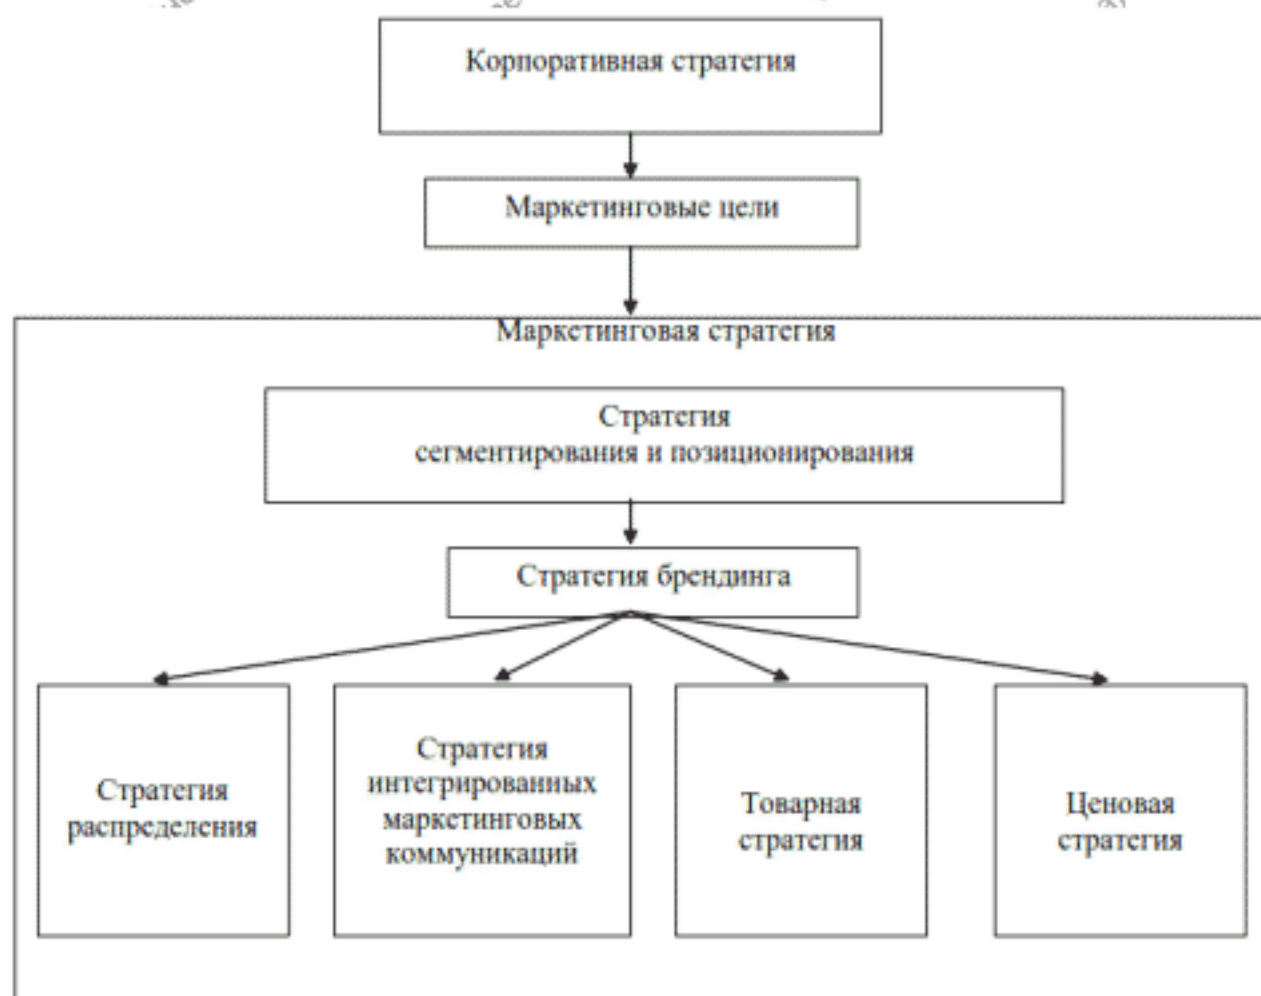 Корпоративная стратегия
Маркетинговые цели
Маркетинговая стратегия
Стратегия
сегментирования и позиционирования
Стратегия брендинга
Стратегия
распределения
Стратегия
интегрированных
маркетинговых
коммуникаций
Товарная
стратегия
Ценовая
стратегия